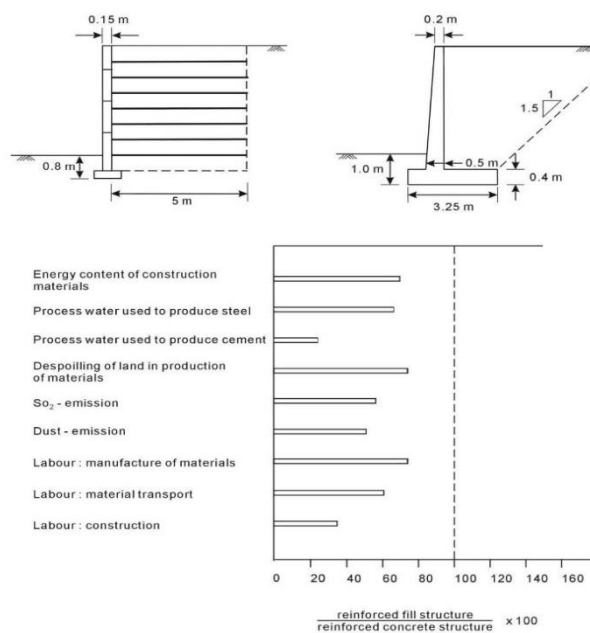 0.15 m
0.8 m
5 m
0.2 m
1
1.5
1.0 m
0.5 m
0.4 m
3.25 m
Energy content of construction
materials
Process water used to produce steel
Process water used to produce cement
Despoilling of land in production
of materials
So₂ - emission
Dust - emission
Labour : manufacture of materials
Labour : material transport
Labour : construction
0 20 40 60 80 100 120 140 160
reinforced fill structure
reinforced concrete structure x 100